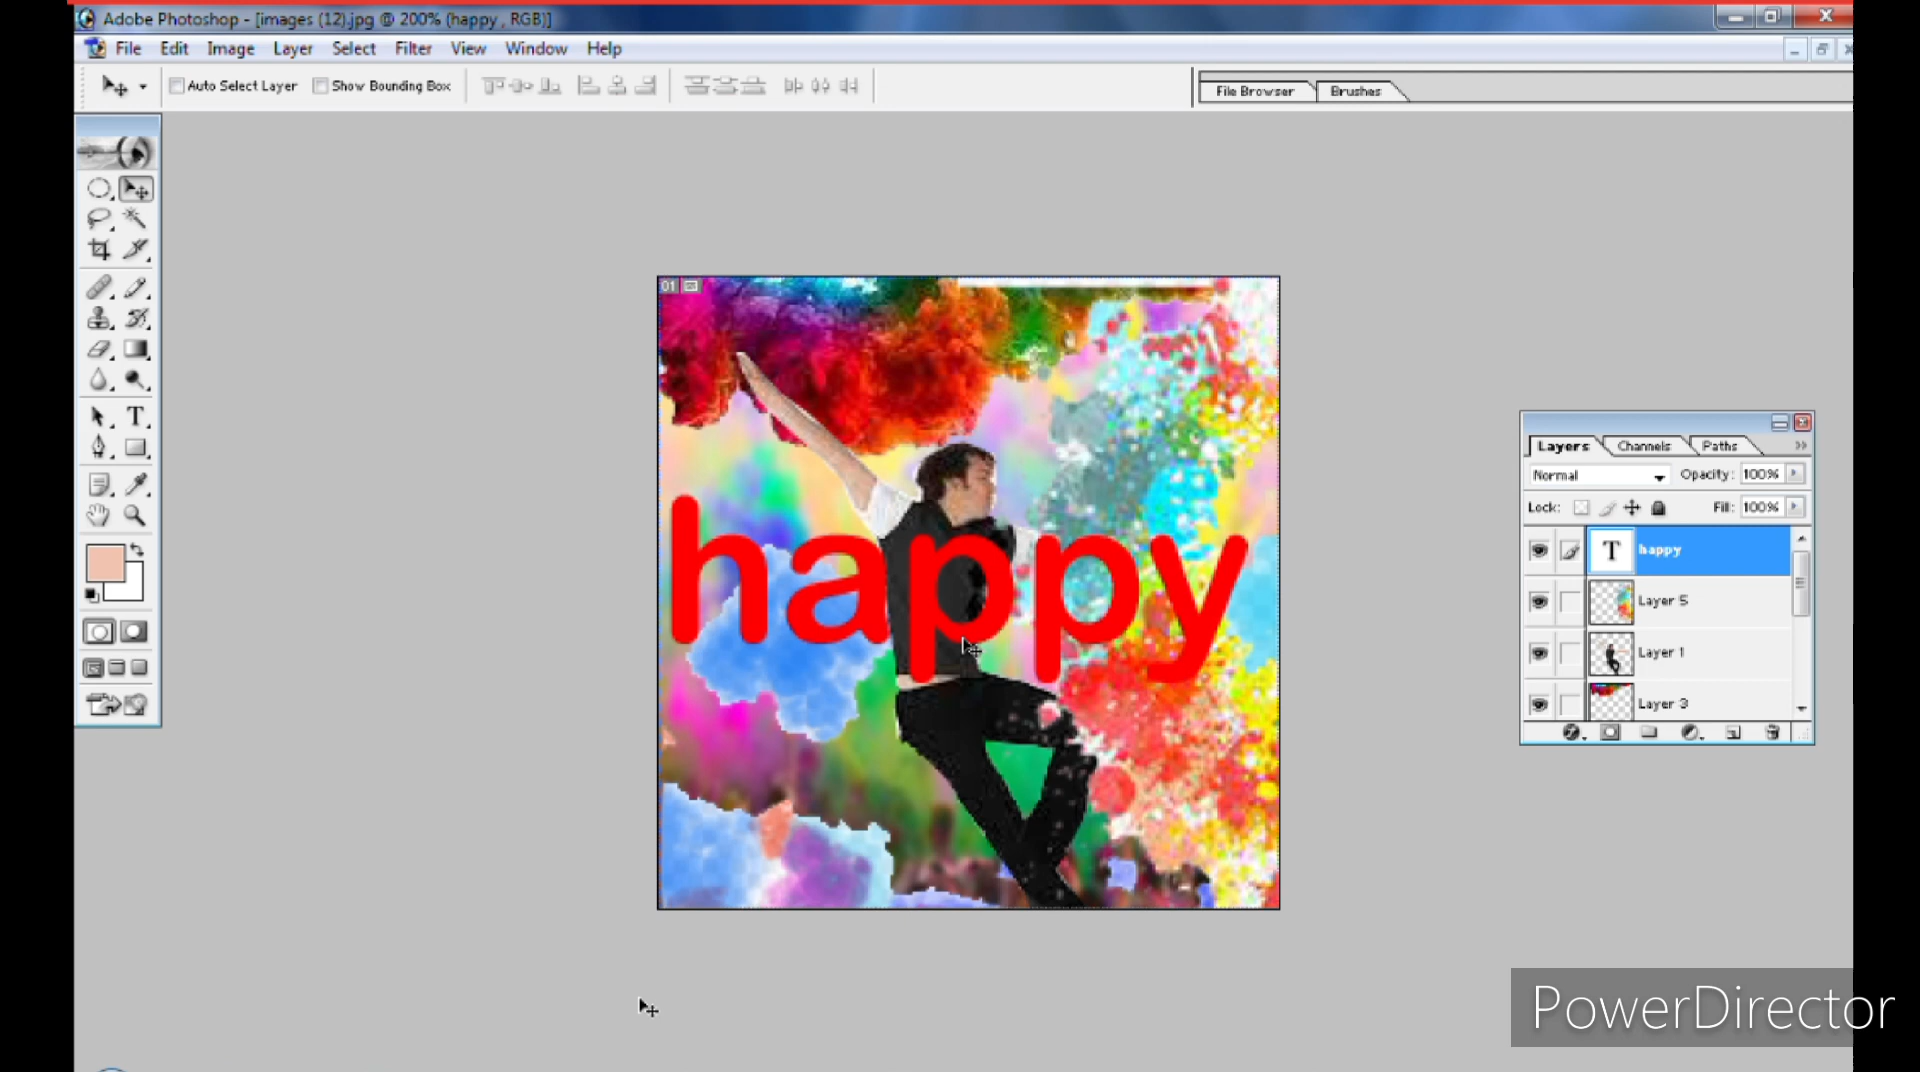 Adobe Photoshop - [images (12).jpg @ 200% (happy , RGB)]
File Edit Image Layer Select Filter View Window Help
Auto Select Layer Show Bounding Box
File Browser Brushes
01
happy
Layers Channels Paths
Normal Opacity: 100%
Lock: Fill: 100%
T happy
Layer 5
Layer 1
Layer 3
PowerDirector